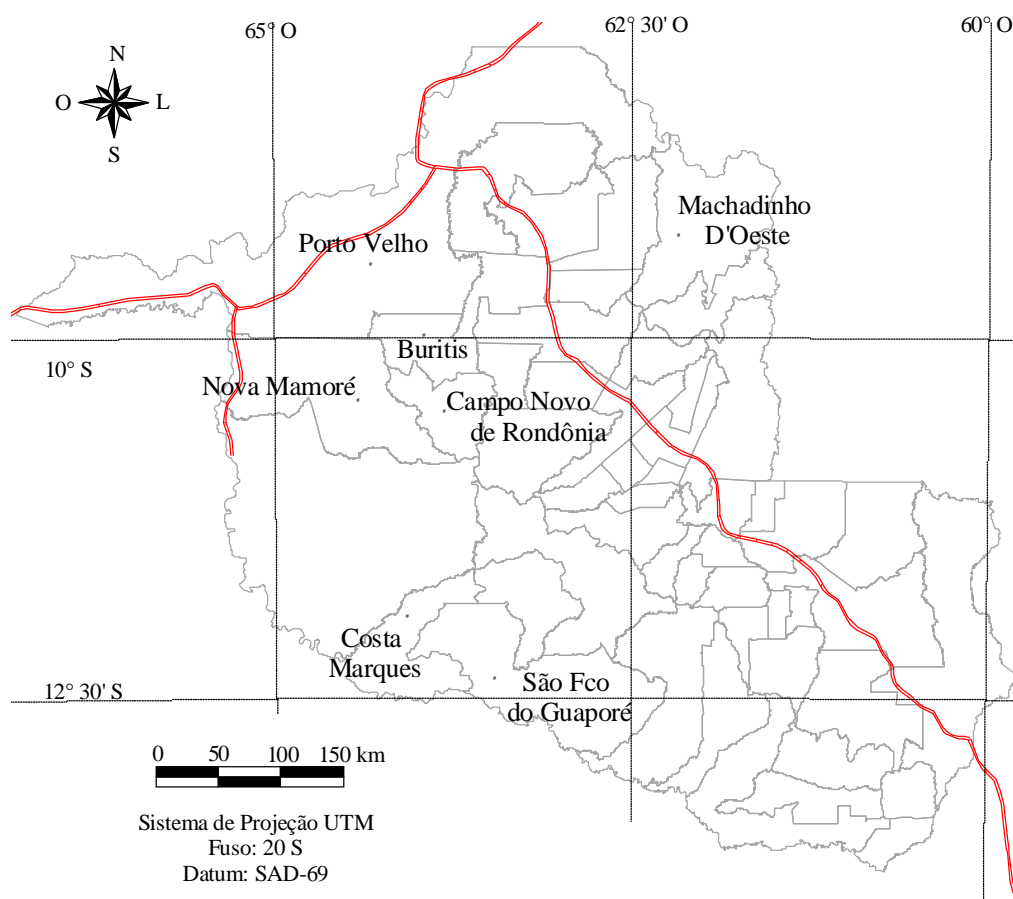 65° O
62° 30' O
60° O
N
O
L
S
Machadinho
D'Oeste
Porto Velho
Buritis
10° S
Nova Mamoré
Campo Novo
de Rondônia
Costa
Marques
São Fco
do Guaporé
12° 30' S
0 50 100 150 km
Sistema de Projeção UTM
Fuso: 20 S
Datum: SAD-69